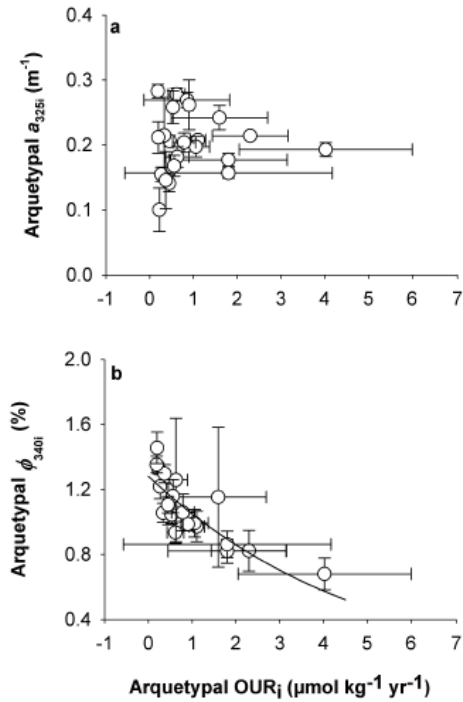 a
Arquetypal a325i (m-1)
0.4
0.3
0.2
0.1
0.0
-1 0 1 2 3 4 5 6 7
b
Arquetypal ϕ340i (%)
2.0
1.6
1.2
0.8
0.4
-1 0 1 2 3 4 5 6 7
Arquetypal OURi (μmol kg-1 yr-1)